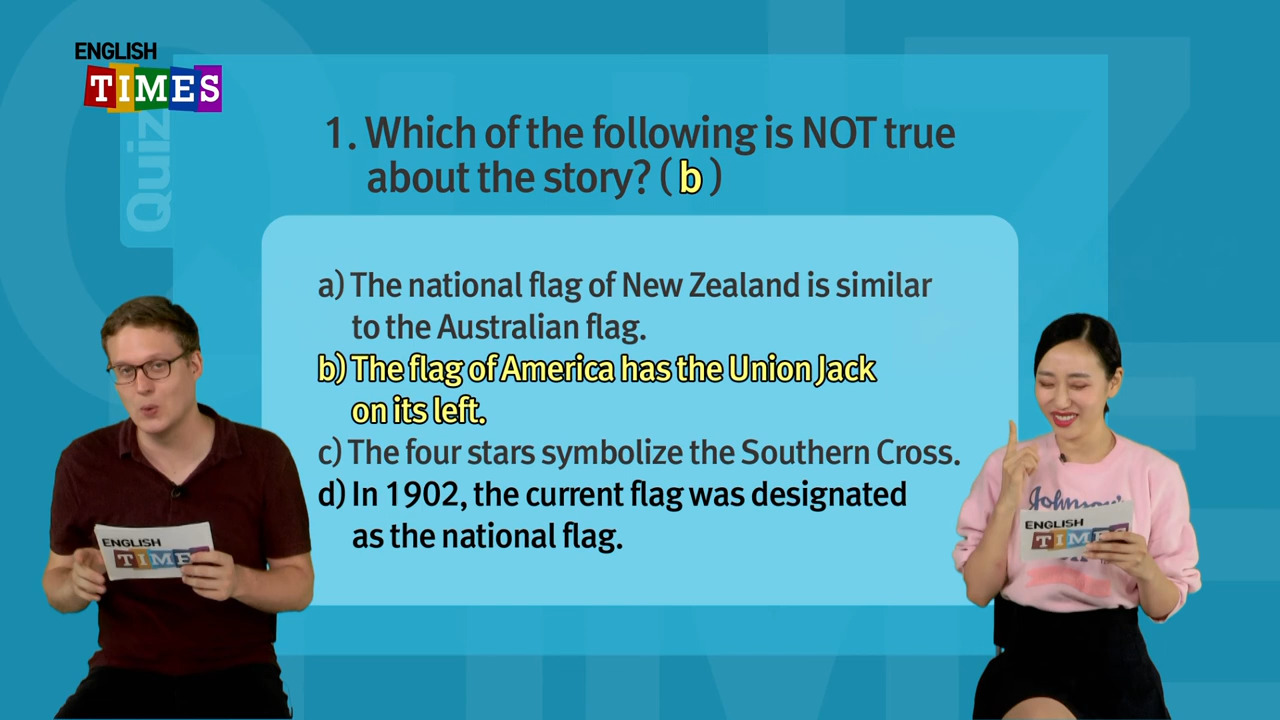 ENGLISH
TIMES
Quiz
1. Which of the following is NOT true
about the story? ( b )
a) The national flag of New Zealand is similar
to the Australian flag.
b) The flag of America has the Union Jack
on its left.
c) The four stars symbolize the Southern Cross.
d) In 1902, the current flag was designated
as the national flag.
ENGLISH
TIMES
Johnson's
ENGLISH
TIMES